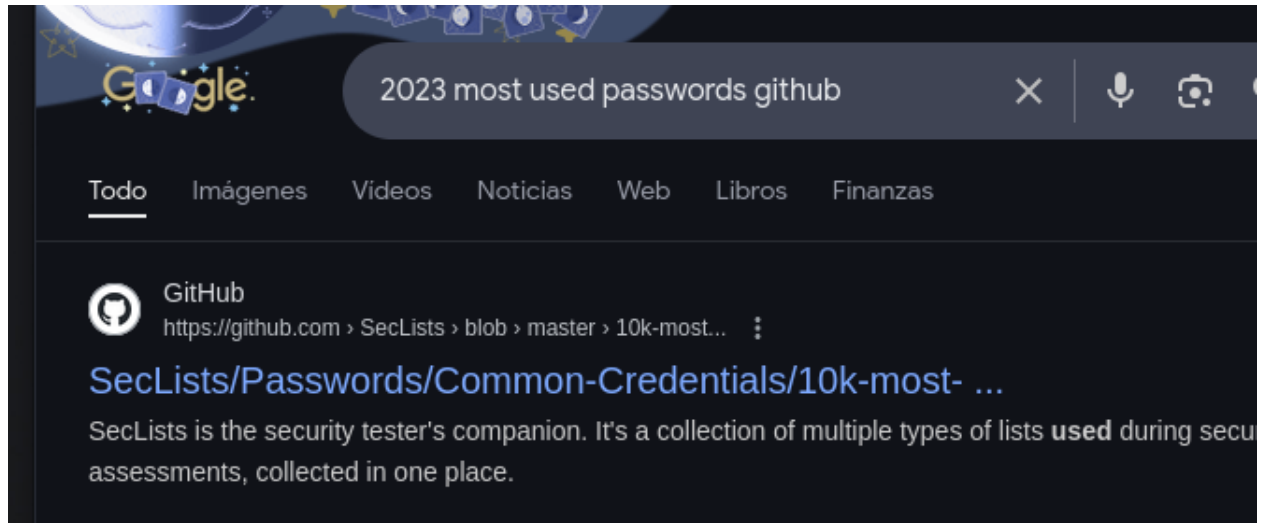 Google
2023 most used passwords github
Todo Imágenes Vídeos Noticias Web Libros Finanzas
GitHub
https://github.com › SecLists › blob › master › 10k-most...
SecLists/Passwords/Common-Credentials/10k-most- ...
SecLists is the security tester's companion. It's a collection of multiple types of lists used during secu
assessments, collected in one place.